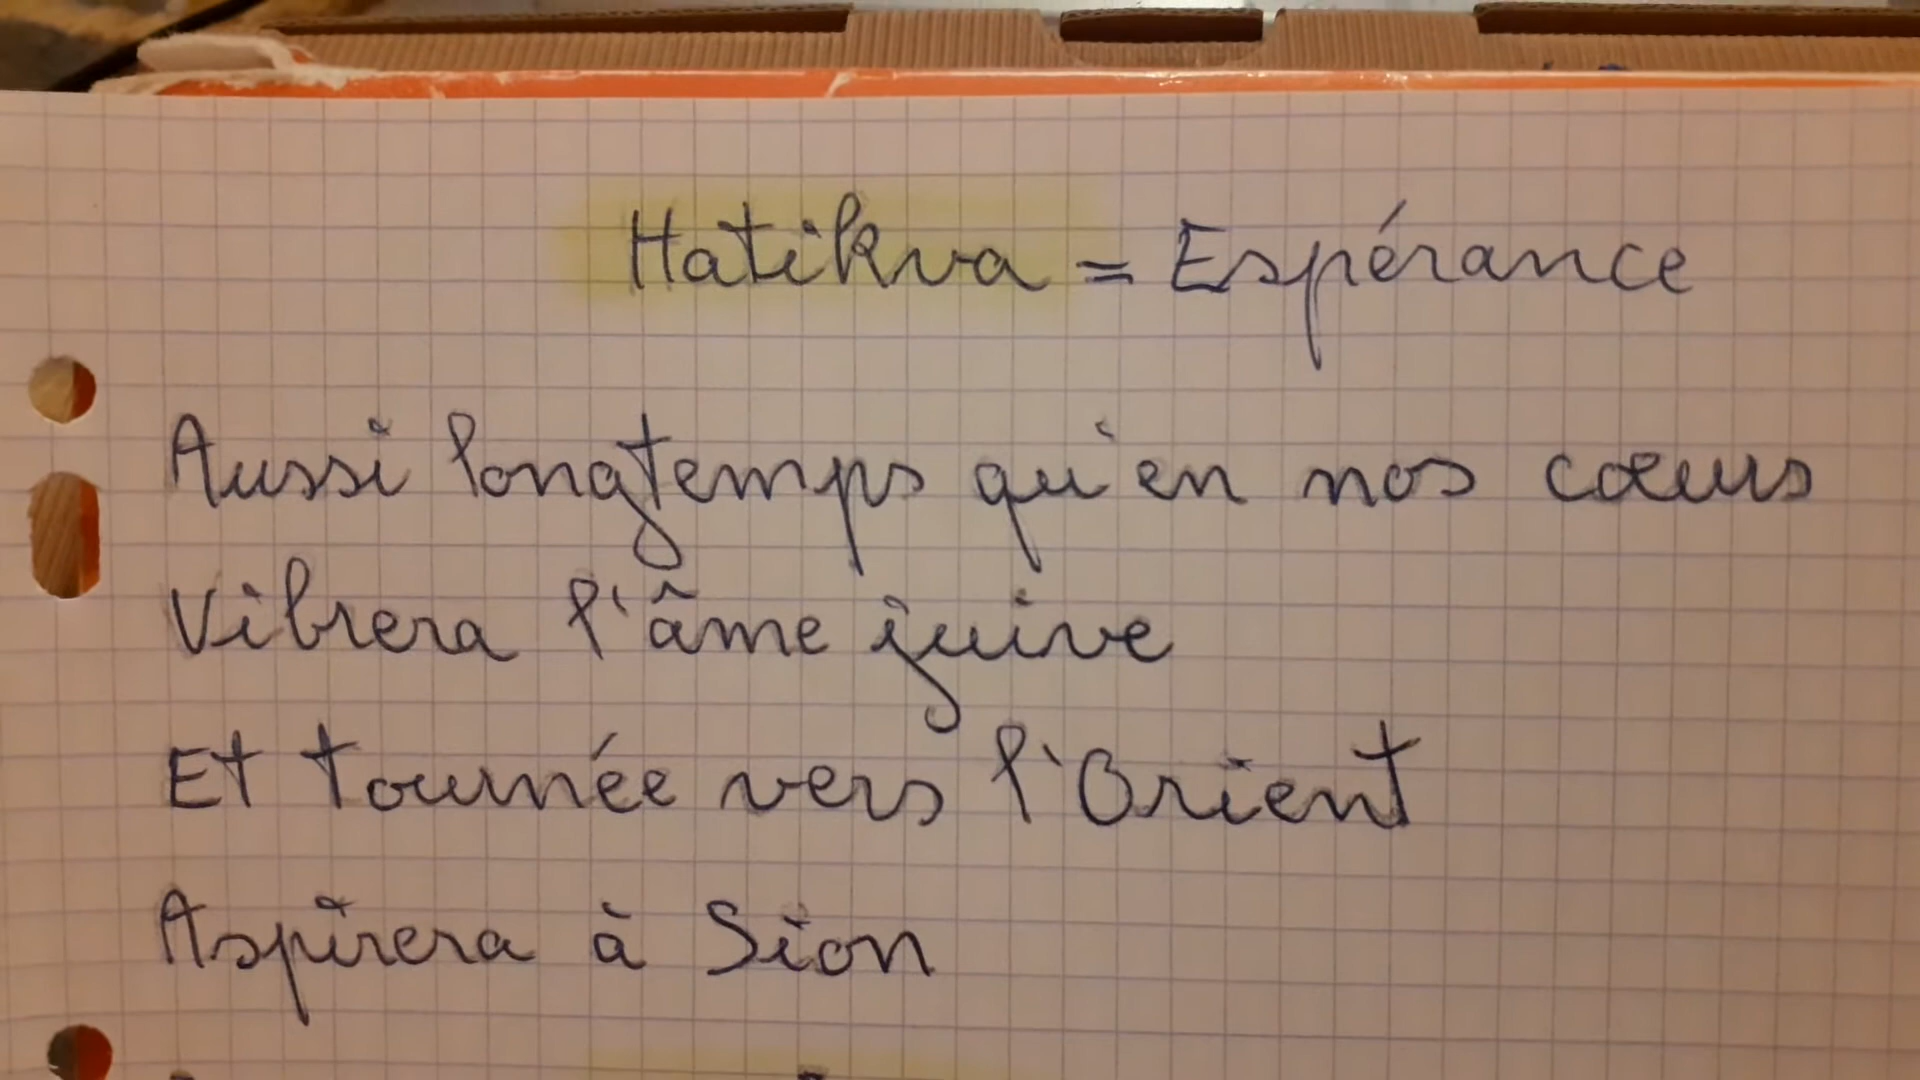 Hatikva = Espérance
Aussi longtemps qu'en nos cœurs
Vibrera l'âme juive
Et tournée vers l'Orient
Aspirera à Sion